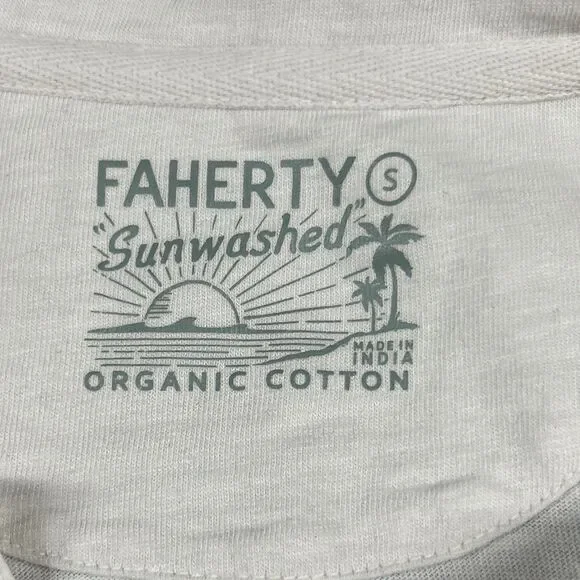 FAHERTY S
"Sunwashed"
MADE IN
INDIA
ORGANIC COTTON